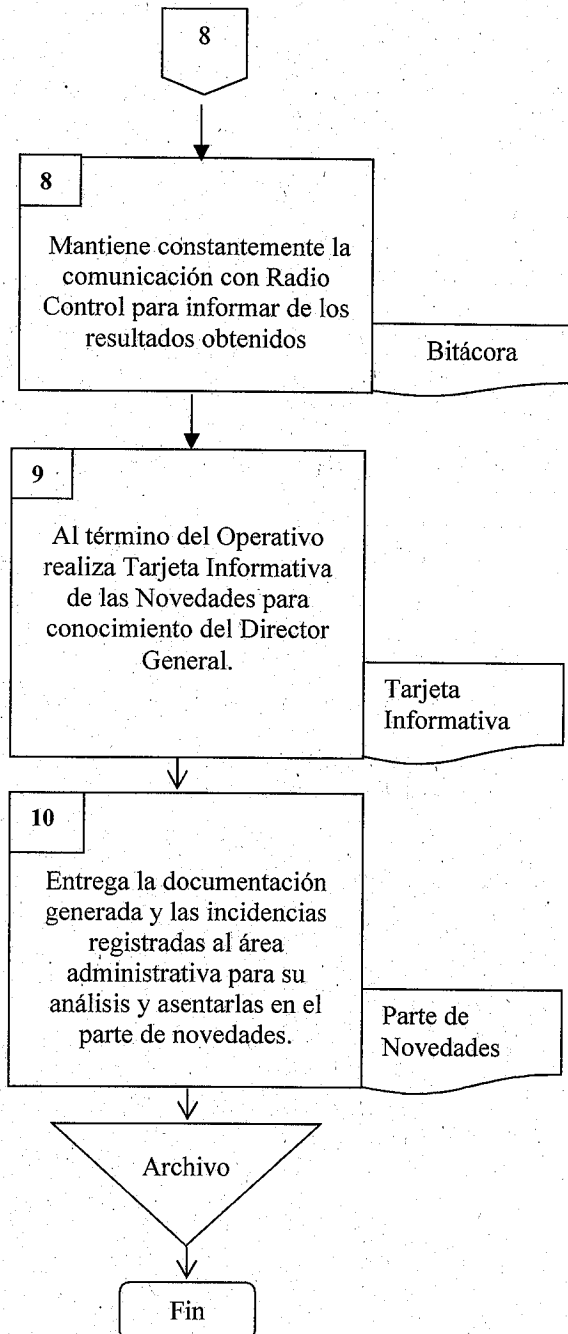 8
8
Mantiene constantemente la
comunicación con Radio
Control para informar de los
resultados obtenidos
Bitácora
9
Al término del Operativo
realiza Tarjeta Informativa
de las Novedades para
conocimiento del Director
General.
Tarjeta
Informativa
10
Entrega la documentación
generada y las incidencias
registradas al área
administrativa para su
análisis y asentarlas en el
parte de novedades.
Parte de
Novedades
Archivo
Fin